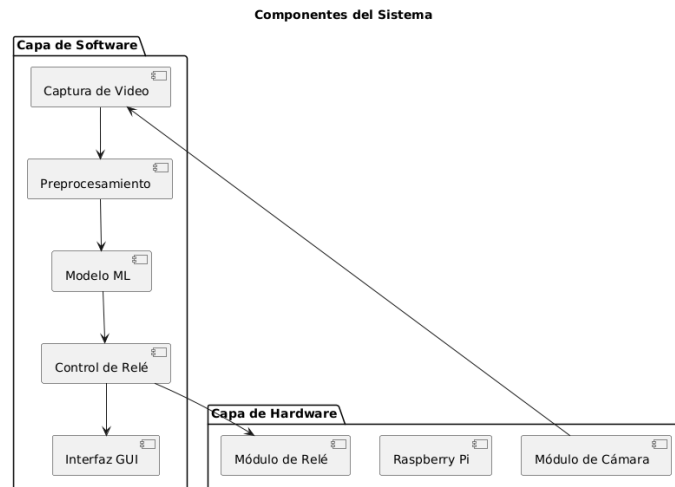 Componentes del Sistema
Capa de Software
Captura de Video
Preprocesamiento
Modelo ML
Control de Relé
Interfaz GUI
Capa de Hardware
Módulo de Relé
Raspberry Pi
Módulo de Cámara